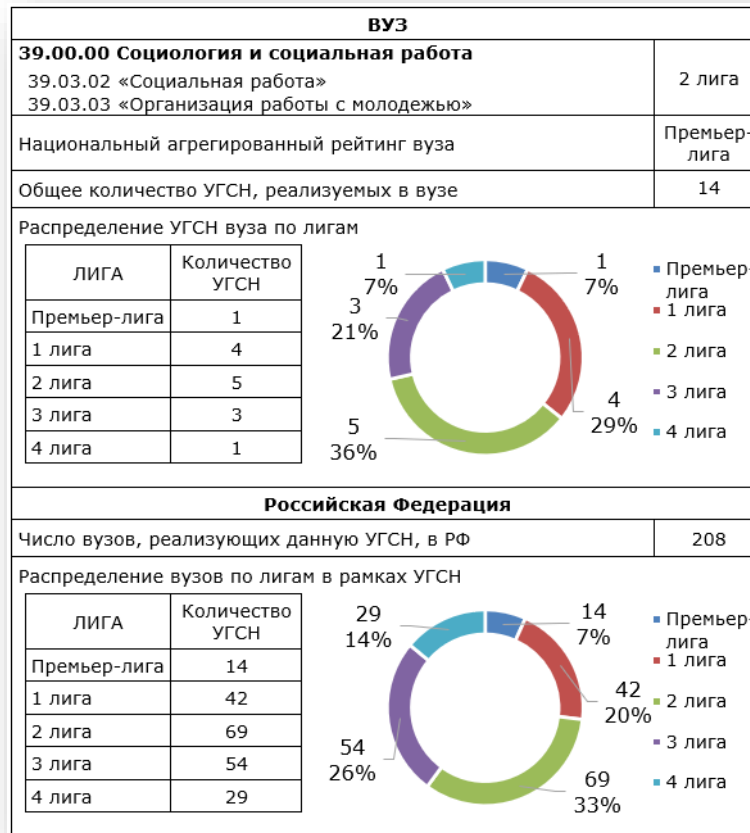 ВУЗ
39.00.00 Социология и социальная работа
39.03.02 «Социальная работа»
39.03.03 «Организация работы с молодежью»
2 лига
Национальный агрегированный рейтинг вуза
Премьер-
лига
Общее количество УГСН, реализуемых в вузе
14
Распределение УГСН вуза по лигам
ЛИГА
Количество
УГСН
Премьер-лига 1
1 лига 4
2 лига 5
3 лига 3
4 лига 1
1
7%
1
7%
3
21%
4
29%
5
36%
Премьер-
лига
1 лига
2 лига
3 лига
4 лига
Российская Федерация
Число вузов, реализующих данную УГСН, в РФ
208
Распределение вузов по лигам в рамках УГСН
ЛИГА
Количество
УГСН
Премьер-лига 14
1 лига 42
2 лига 69
3 лига 54
4 лига 29
29
14%
14
7%
42
20%
54
26%
69
33%
Премьер-
лига
1 лига
2 лига
3 лига
4 лига